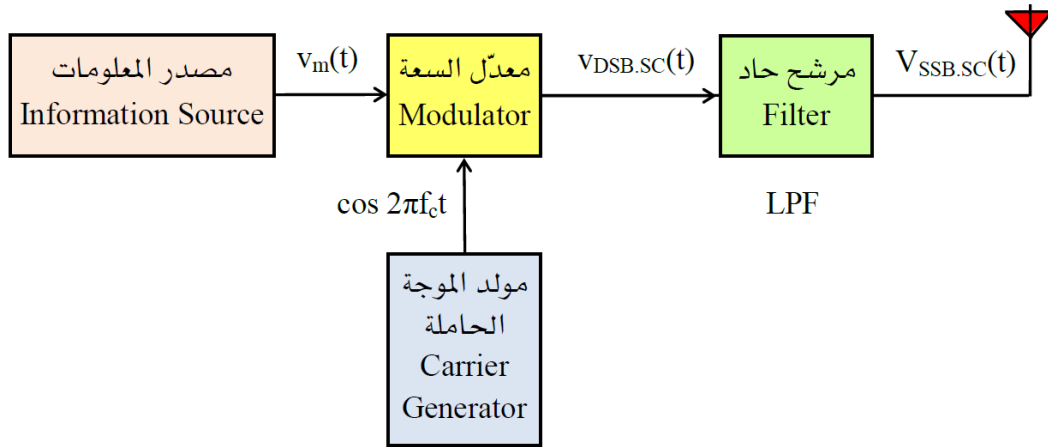 مصدر المعلومات
Information Source
vm(t)
معدّل السعة
Modulator
vDSB.SC(t)
مرشح حاد
Filter
VSSB.SC(t)
cos 2πfct
LPF
مولد الموجة
الحاملة
Carrier
Generator